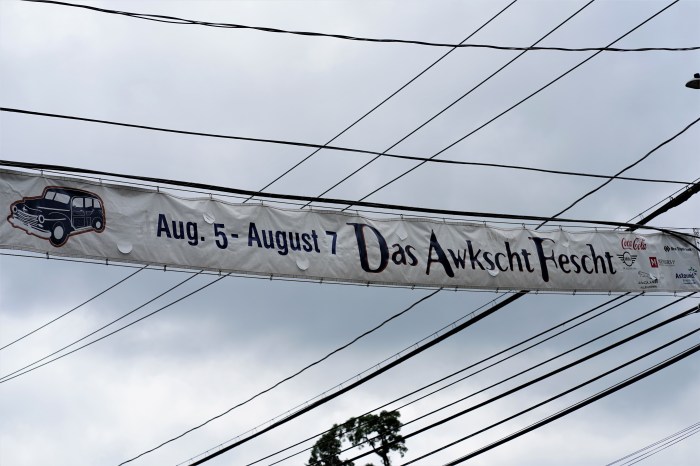 Aug. 5 - August 7 Das Awkscht Fescht
Coca-Cola